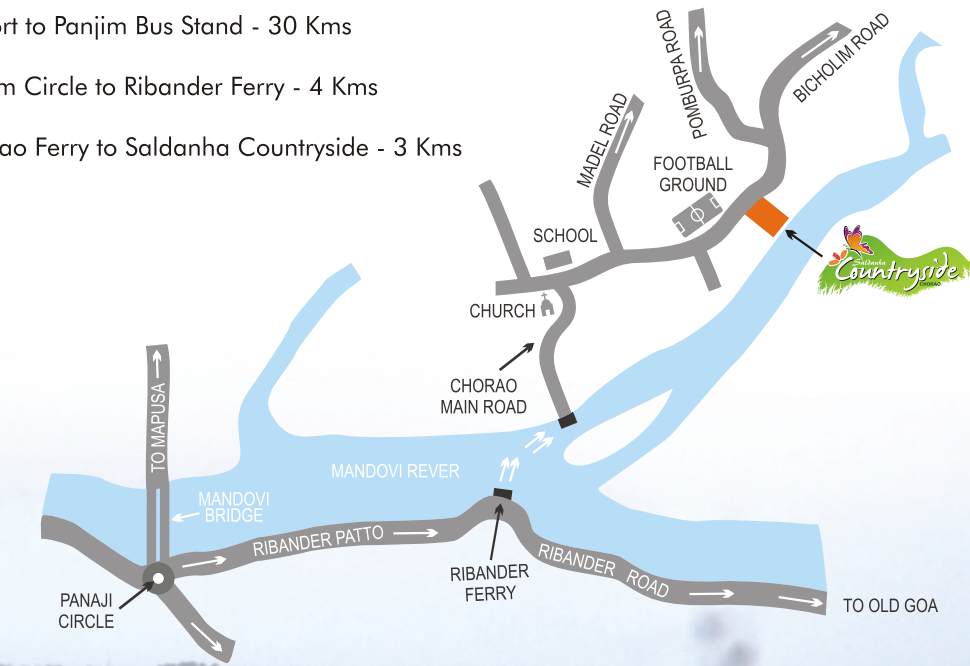 rt to Panjim Bus Stand - 30 Kms
m Circle to Ribander Ferry - 4 Kms
ao Ferry to Saldanha Countryside - 3 Kms
POMBURPA ROAD
BICHOLIM ROAD
MADEL ROAD
FOOTBALL
GROUND
SCHOOL
Saldanha
Countryside
CHORAO
CHURCH
CHORAO
MAIN ROAD
TO MAPUSA
MANDOVI REVER
MANDOVI
BRIDGE
RIBANDER PATTO
RIBANDER ROAD
RIBANDER
FERRY
PANAJI
CIRCLE
TO OLD GOA